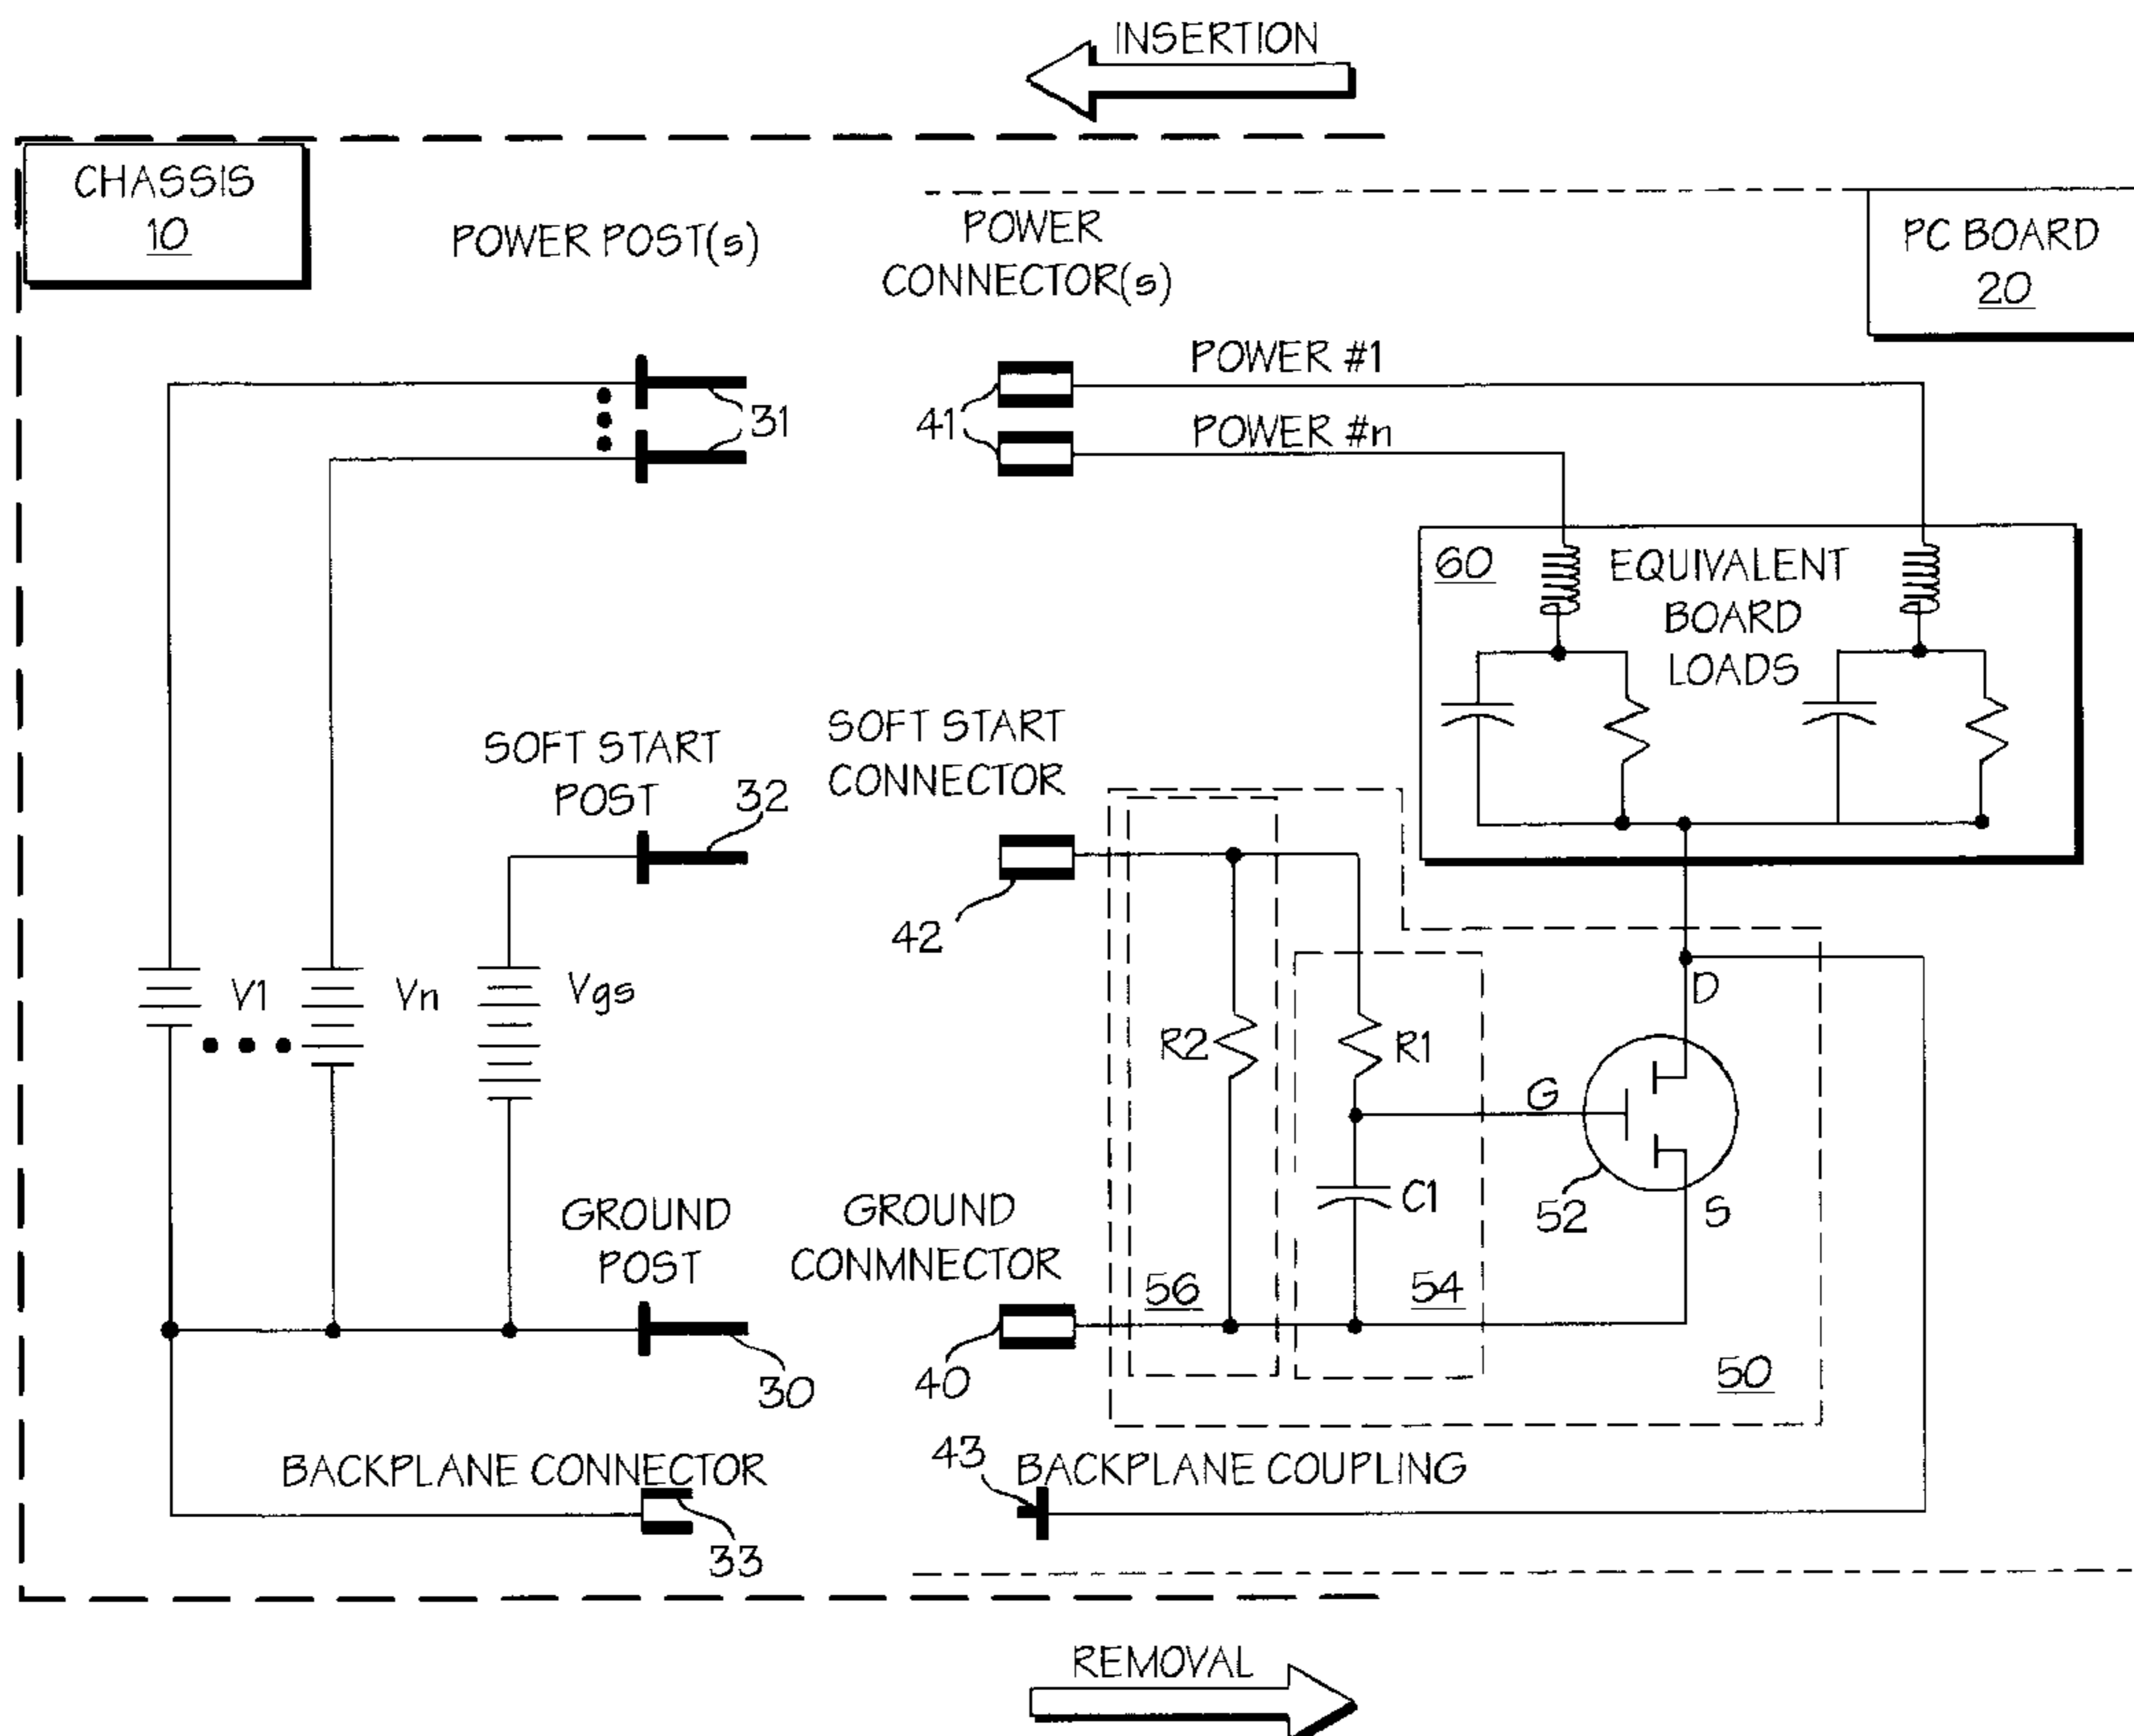 INSERTION
CHASSIS
10
POWER POST(s)
POWER
CONNECTOR(s)
PC BOARD
20
POWER #1
31
41
POWER #n
60
EQUIVALENT
BOARD
LOADS
SOFT START
POST
32
SOFT START
CONNECTOR
42
V1
Vn
Vgs
D
R2
R1
G
52
S
C1
GROUND
POST
GROUND
CONMNECTOR
56
54
30
40
50
BACKPLANE CONNECTOR
33
43
BACKPLANE COUPLING
REMOVAL